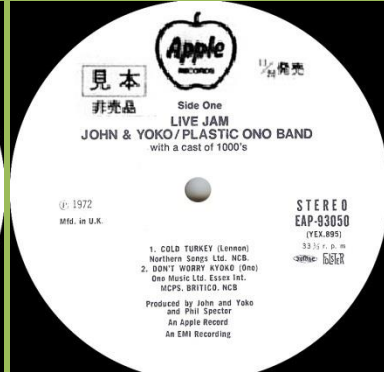 Apple
RECORDS
見本
非売品
11/25発売
Side One
LIVE JAM
JOHN & YOKO/PLASTIC ONO BAND
with a cast of 1000's
Ⓟ 1972
Mfd. in U.K.
STEREO
EAP-93050
(YEX.895)
33⅓ r. p. m
1. COLD TURKEY (Lennon)
Northern Songs Ltd. NCB.
2. DON'T WORRY KYOKO (Ono)
Ono Music Ltd. Essex Int.
MCPS. BRITICO. NCB
Produced by John and Yoko
and Phil Spector
An Apple Record
An EMI Recording